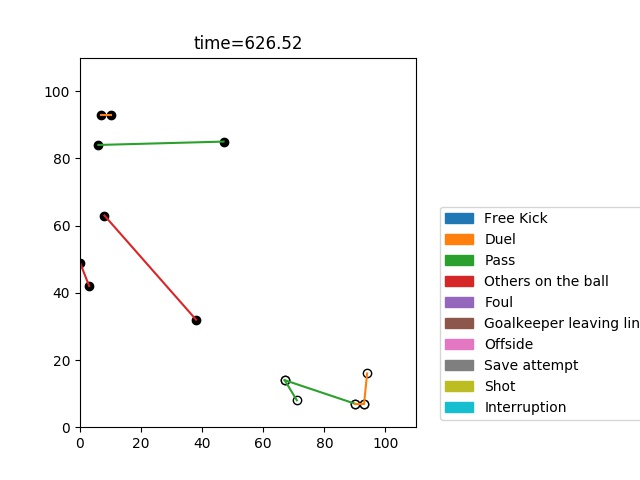 time=626.52
100
80
60
40
20
0
0 20 40 60 80 100
Free Kick
Duel
Pass
Others on the ball
Foul
Goalkeeper leaving lin
Offside
Save attempt
Shot
Interruption